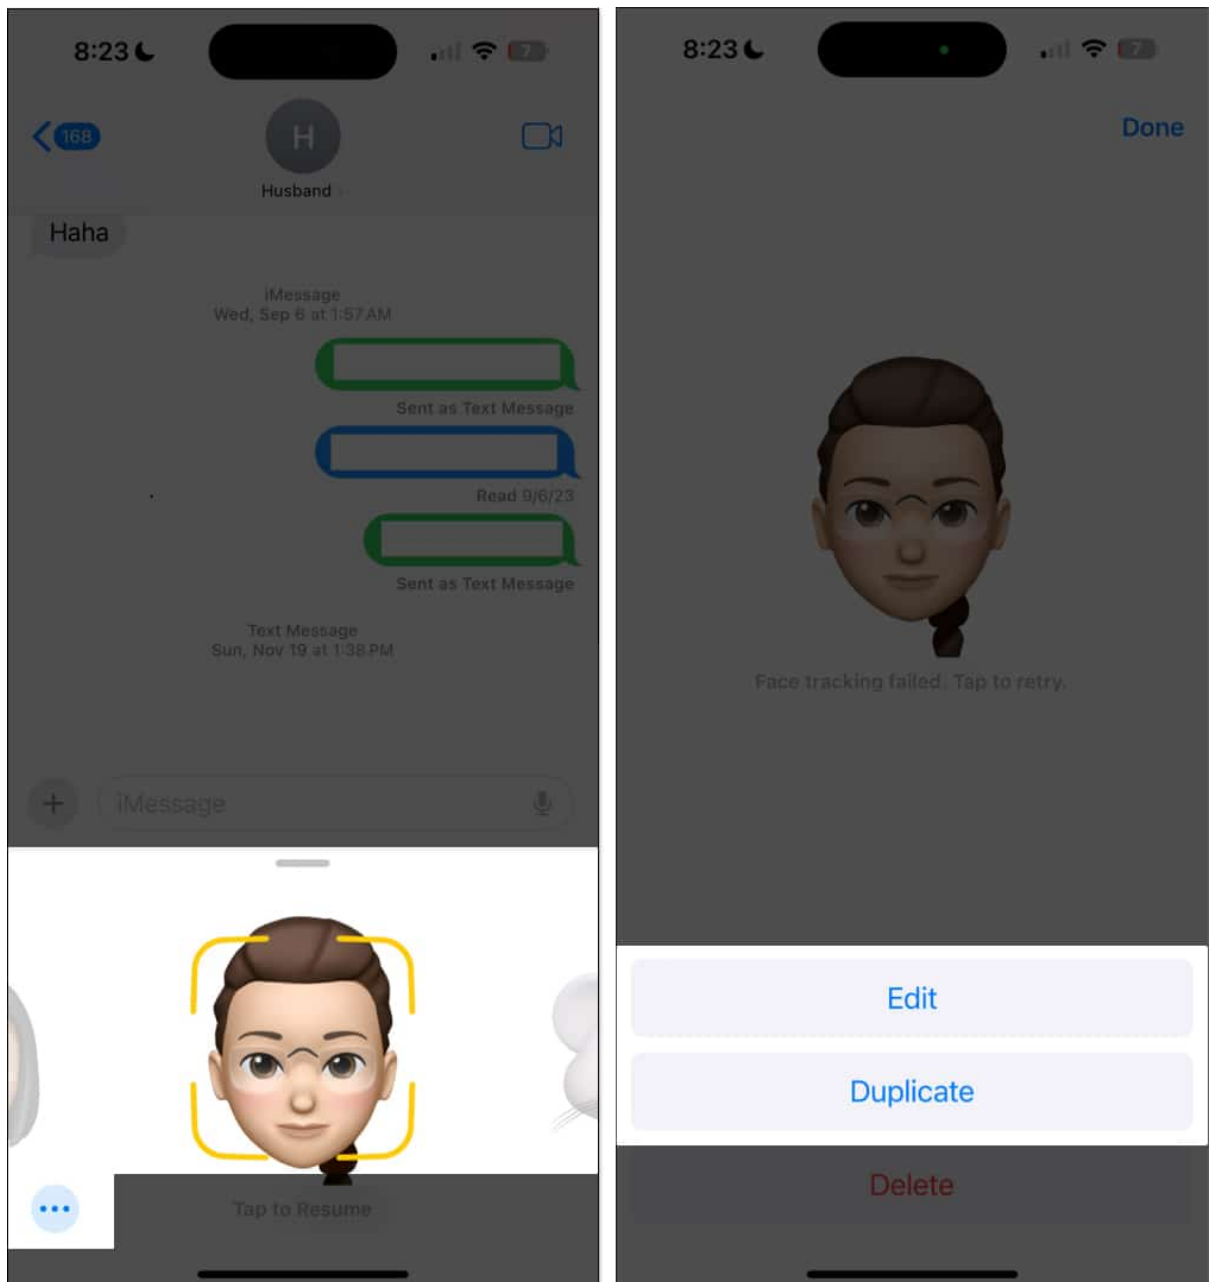 8:23
7
168
H
Husband
Haha
iMessage
Wed, Sep 6 at 1:57 AM
Sent as Text Message
Read 9/6/23
Sent as Text Message
Text Message
Sun, Nov 19 at 1:38 PM
iMessage
Tap to Resume
8:23
7
Done
Face tracking failed. Tap to retry.
Edit
Duplicate
Delete